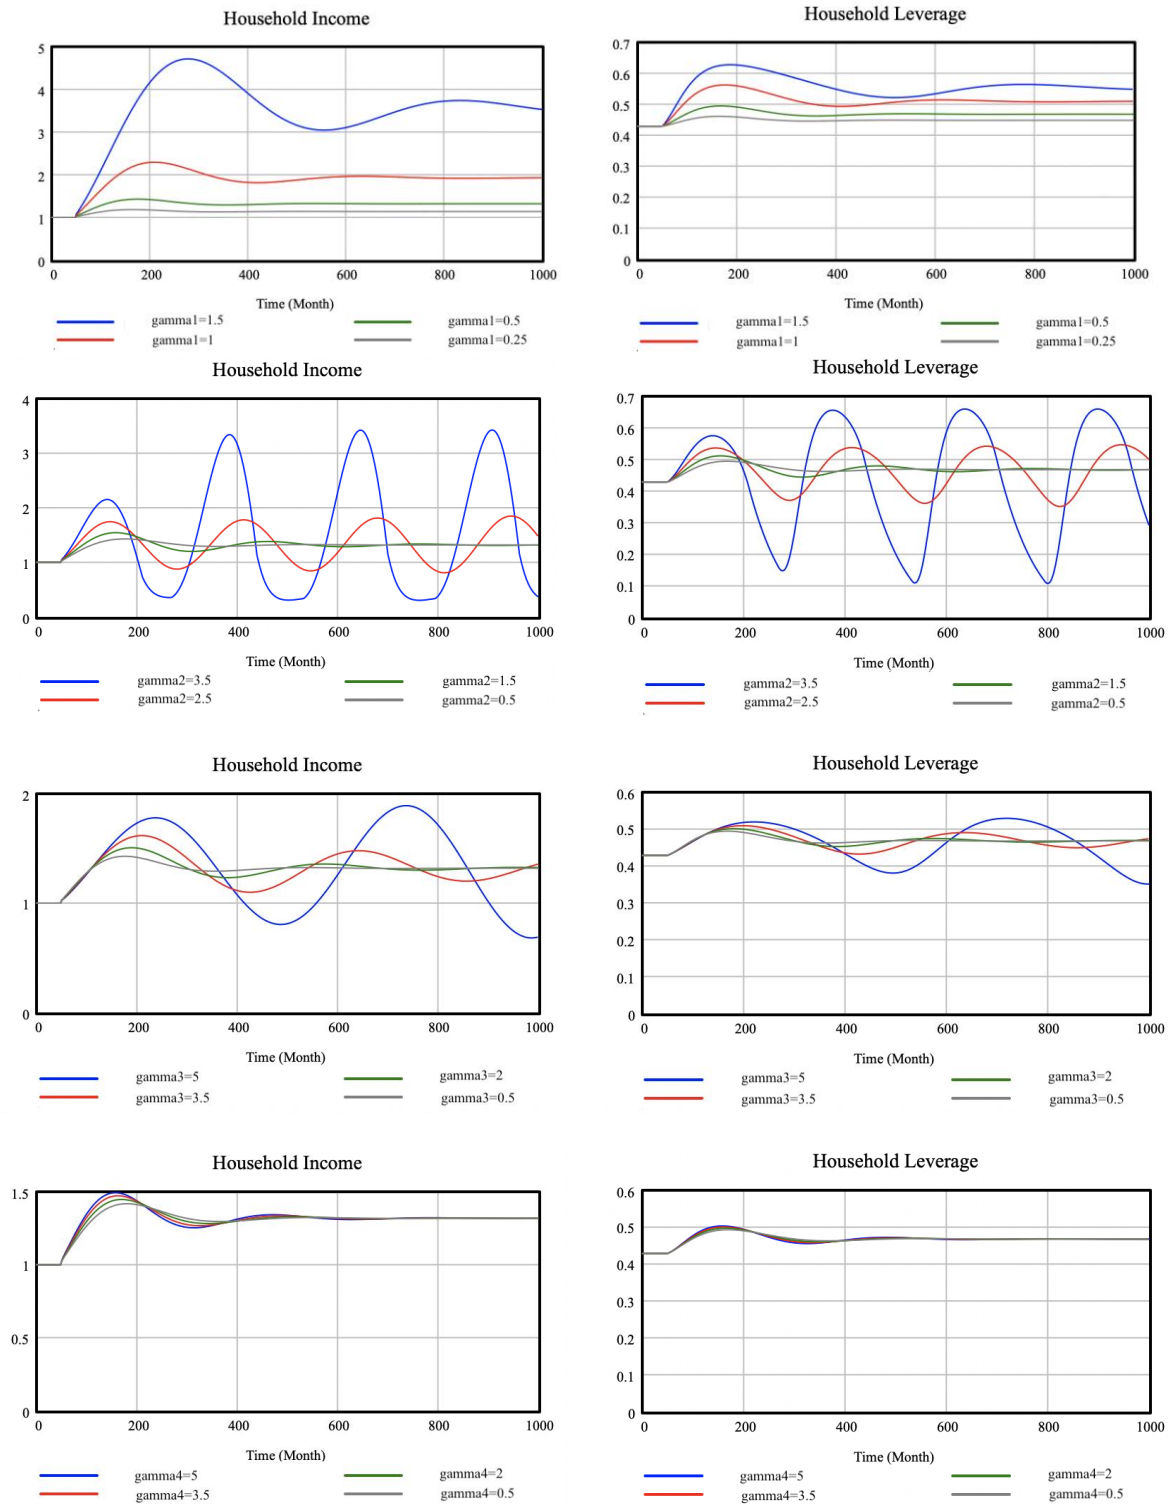 Household Income
5
4
3
2
1
0
0 200 400 600 800 1000
Time (Month)
gamma1=1.5 gamma1=0.5
gamma1=1 gamma1=0.25
Household Leverage
0.7
0.6
0.5
0.4
0.3
0.2
0.1
0
0 200 400 600 800 1000
Time (Month)
gamma1=1.5 gamma1=0.5
gamma1=1 gamma1=0.25
Household Income
4
3
2
1
0
0 200 400 600 800 1000
Time (Month)
gamma2=3.5 gamma2=1.5
gamma2=2.5 gamma2=0.5
Household Leverage
0.7
0.6
0.5
0.4
0.3
0.2
0.1
0
0 200 400 600 800 1000
Time (Month)
gamma2=3.5 gamma2=1.5
gamma2=2.5 gamma2=0.5
Household Income
2
1
0
0 200 400 600 800 1000
Time (Month)
gamma3=5 gamma3=2
gamma3=3.5 gamma3=0.5
Household Leverage
0.6
0.5
0.4
0.3
0.2
0.1
0
0 200 400 600 800 1000
Time (Month)
gamma3=5 gamma3=2
gamma3=3.5 gamma3=0.5
Household Income
1.5
1
0.5
0
0 200 400 600 800 1000
Time (Month)
gamma4=5 gamma4=2
gamma4=3.5 gamma4=0.5
Household Leverage
0.6
0.5
0.4
0.3
0.2
0.1
0
0 200 400 600 800 1000
Time (Month)
gamma4=5 gamma4=2
gamma4=3.5 gamma4=0.5